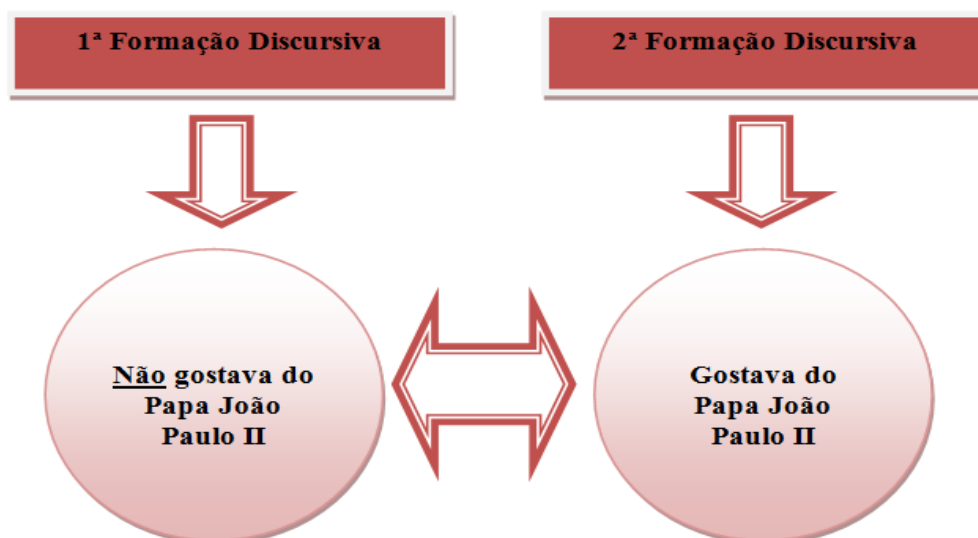 1ª Formação Discursiva
2ª Formação Discursiva
Não gostava do
Papa João
Paulo II
Gostava do
Papa João
Paulo II